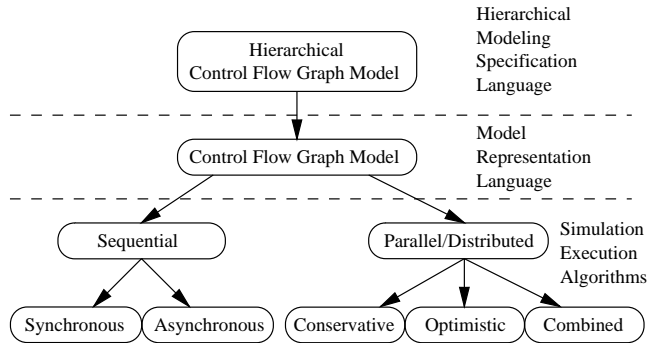 Hierarchical
Modeling
Specification
Language
Hierarchical
Control Flow Graph Model
Model
Representation
Language
Control Flow Graph Model
Simulation
Execution
Algorithms
Sequential
Parallel/Distributed
Synchronous
Asynchronous
Conservative
Optimistic
Combined